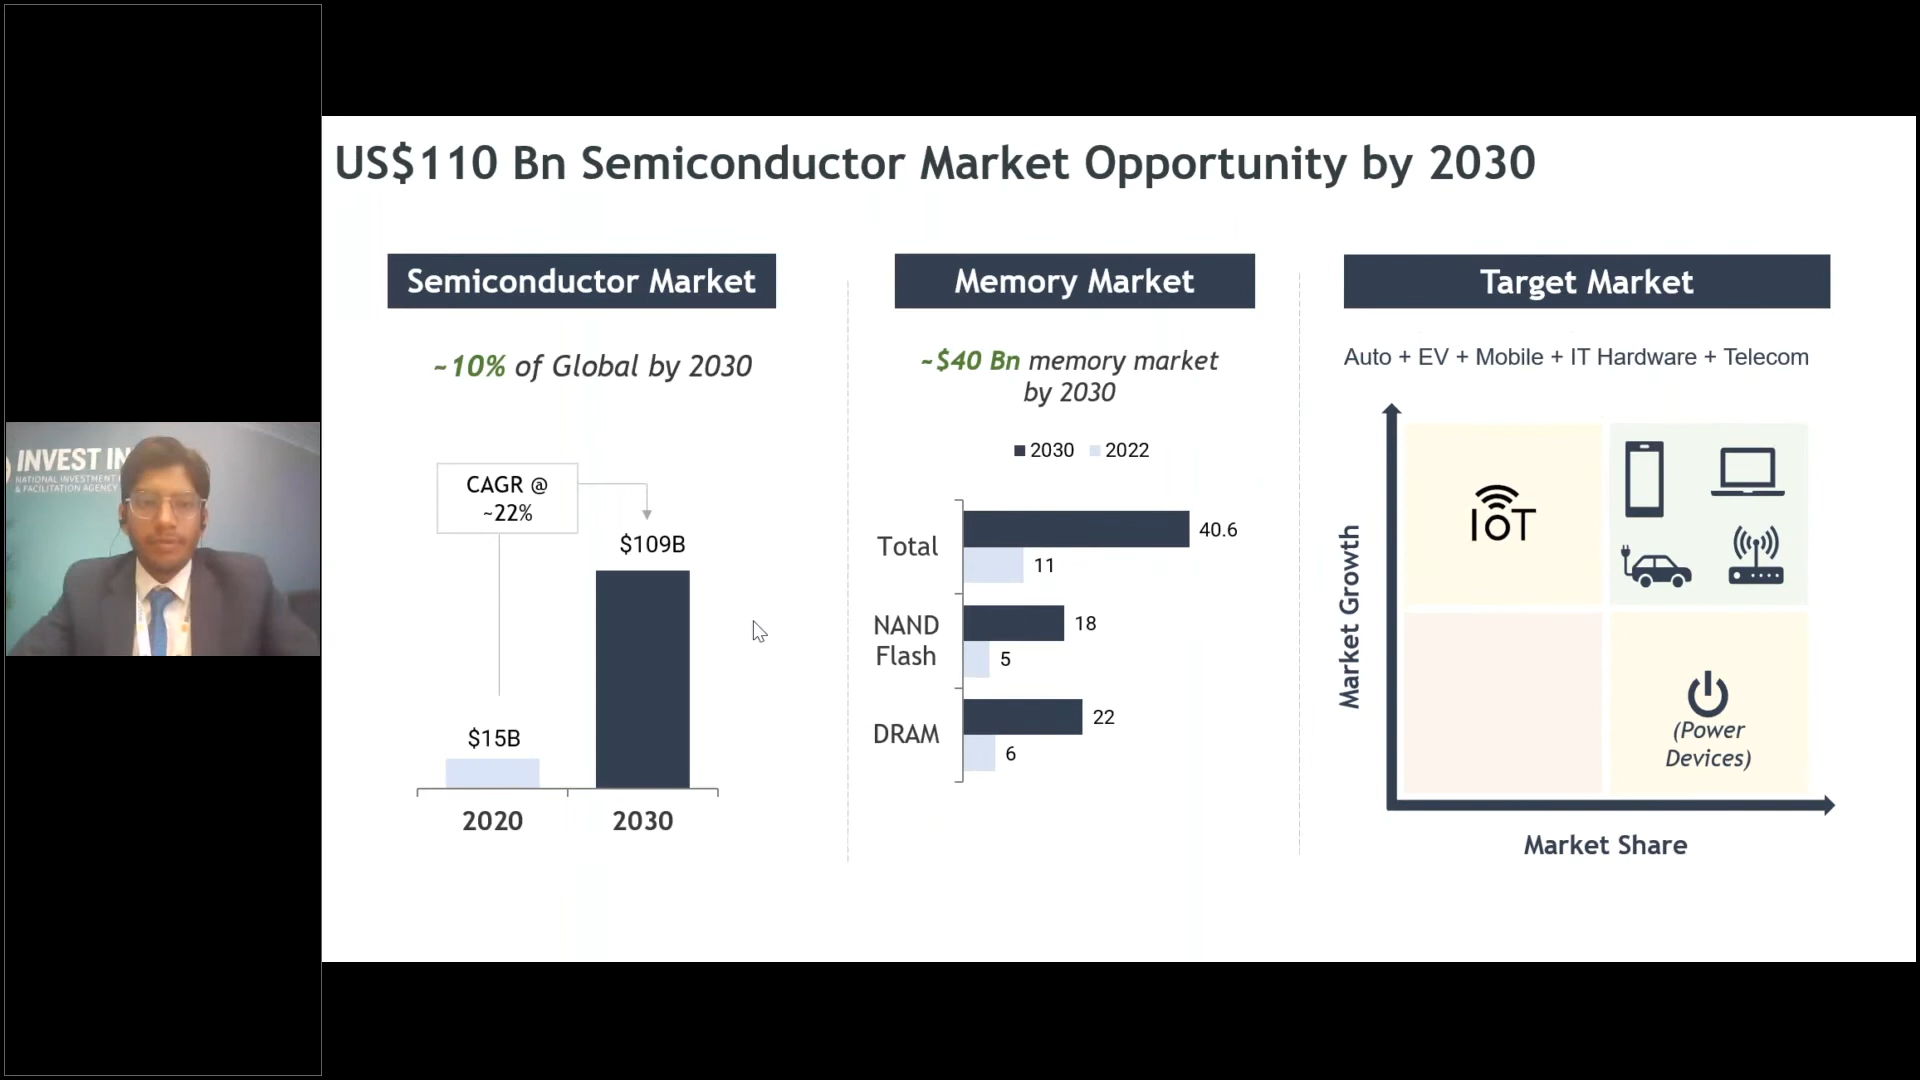 US$110 Bn Semiconductor Market Opportunity by 2030
INVEST IN
NATIONAL INVESTMENT
& FACILITATION AGENCY
Semiconductor Market
~10% of Global by 2030
CAGR @
~22%
$109B
$15B
2020
2030
Memory Market
~$40 Bn memory market
by 2030
2030
2022
Total
40.6
11
NAND
Flash
18
5
DRAM
22
6
Target Market
Auto + EV + Mobile + IT Hardware + Telecom
Market Growth
IoT
(Power
Devices)
Market Share